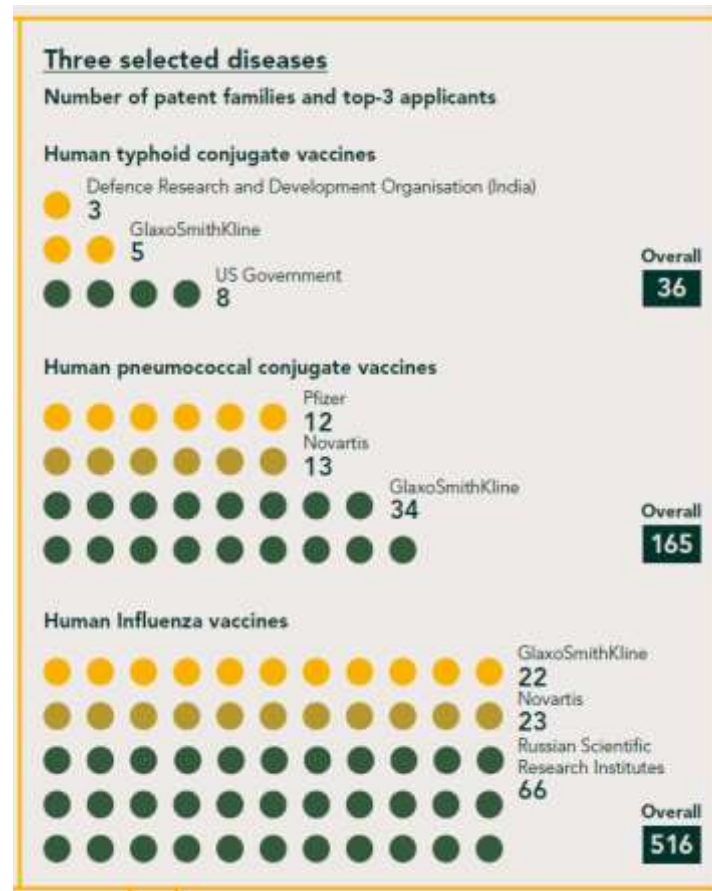 Three selected diseases
Number of patent families and top-3 applicants
Human typhoid conjugate vaccines
Defence Research and Development Organisation (India)
3
GlaxoSmithKline
5
US Government
8
Overall
36
Human pneumococcal conjugate vaccines
Pfizer
12
Novartis
13
GlaxoSmithKline
34
Overall
165
Human Influenza vaccines
GlaxoSmithKline
22
Novartis
23
Russian Scientific
Research Institutes
66
Overall
516